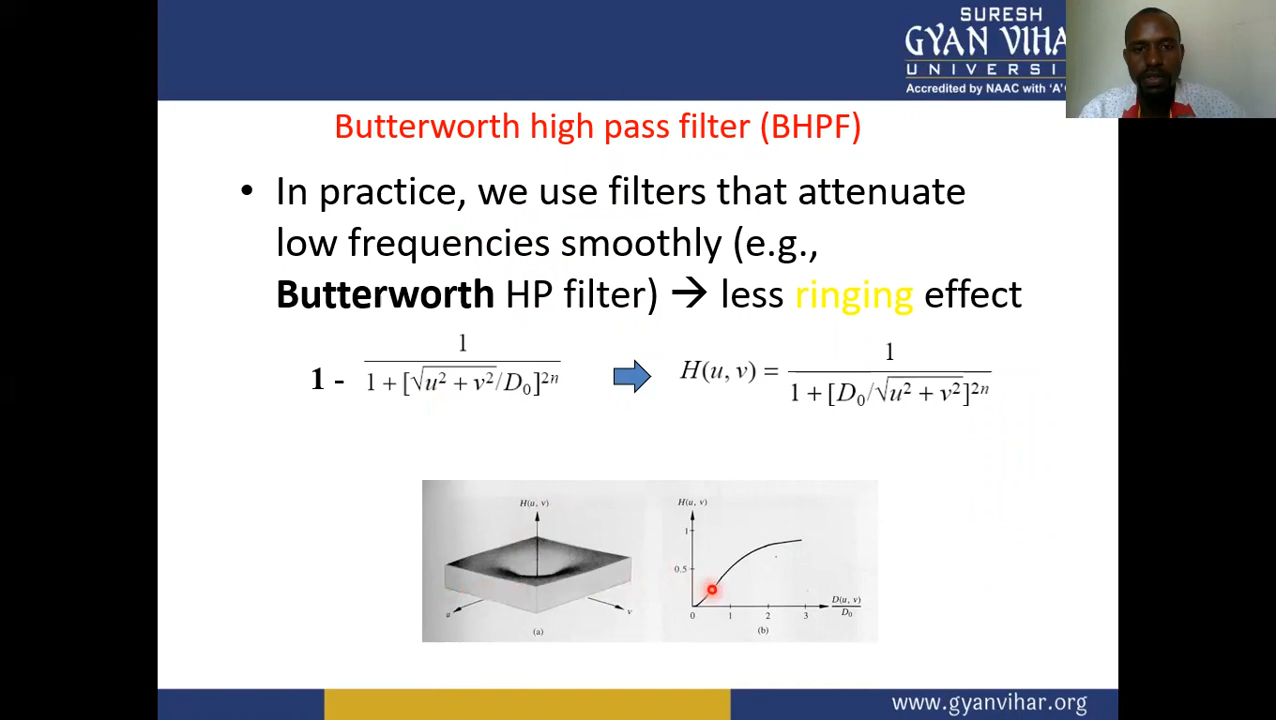 SURESH
GYAN VIHA
UNIVERSI
Accredited by NAAC with 'A'
Butterworth high pass filter (BHPF)
• In practice, we use filters that attenuate
low frequencies smoothly (e.g.,
Butterworth HP filter) → less ringing effect
1 - 1 / 1 + [√u² + v²/D₀]²ⁿ
H(u, v) = 1 / 1 + [D₀/√u² + v²]²ⁿ
H(u, v)
u
v
(a)
H(u, v)
1
0.5
0 1 2 3
D(u, v)
D₀
(b)
www.gyanvihar.org